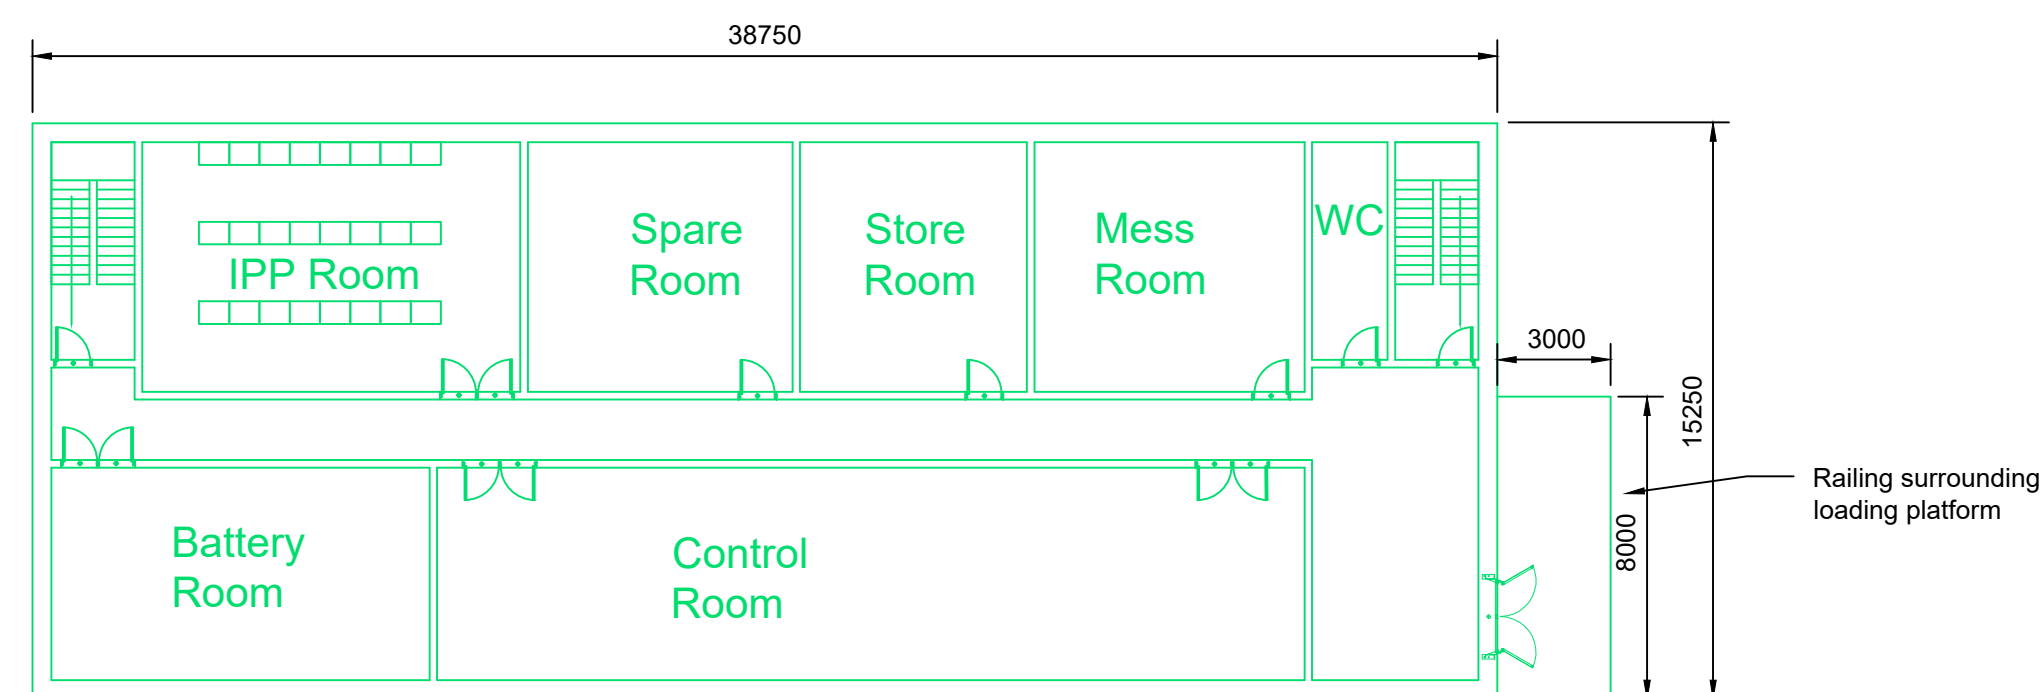 38750
Spare
Room
Store
Room
Mess
Room
WC
IPP Room
3000
15250
Railing surrounding
loading platform
8000
Battery
Room
Control
Room